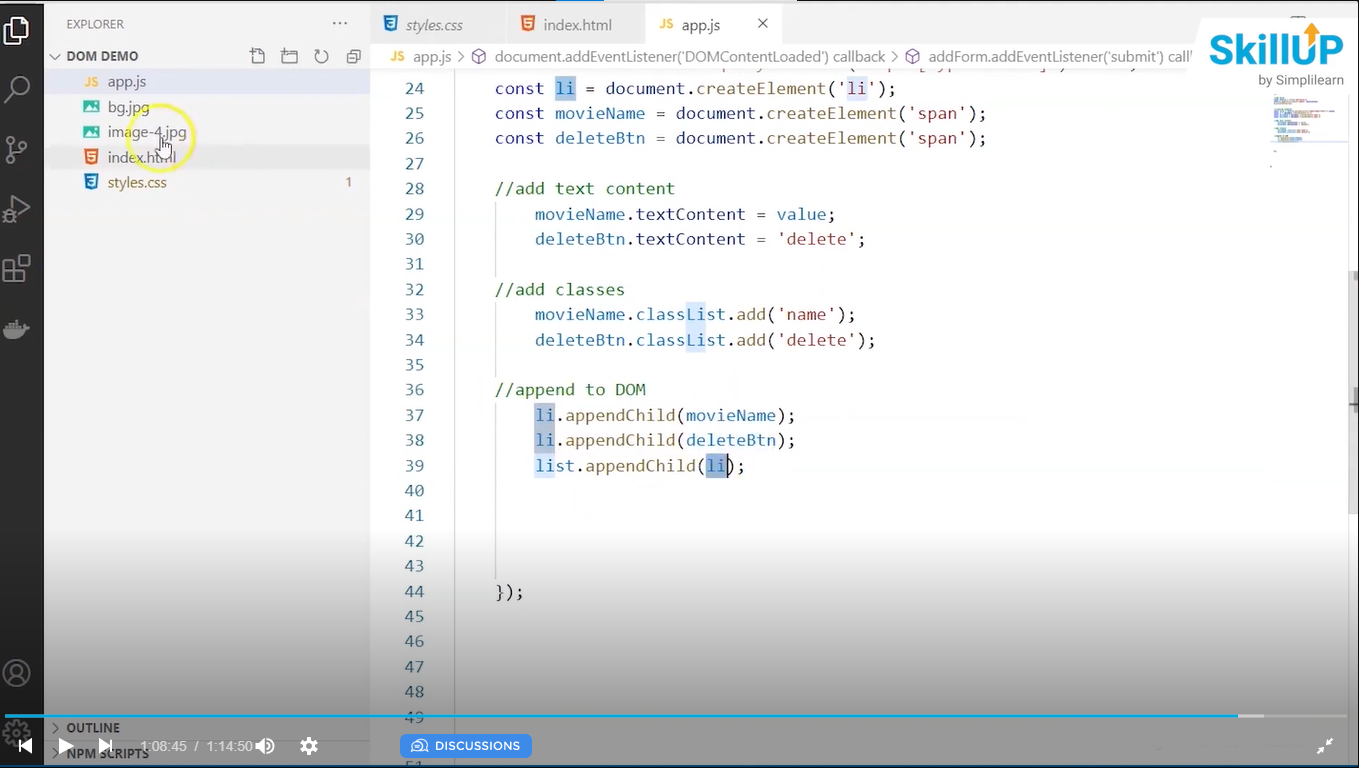 EXPLORER
DOM DEMO
JS app.js
bg.jpg
image-4.jpg
index.html
styles.css 1
OUTLINE
NPM SCRIPTS
styles.css index.html JS app.js
JS app.js > document.addEventListener('DOMContentLoaded') callback > addForm.addEventListener('submit') call
SkillUP
by Simplilearn
24 const li = document.createElement('li');
25 const movieName = document.createElement('span');
26 const deleteBtn = document.createElement('span');
27
28 //add text content
29 movieName.textContent = value;
30 deleteBtn.textContent = 'delete';
31
32 //add classes
33 movieName.classList.add('name');
34 deleteBtn.classList.add('delete');
35
36 //append to DOM
37 li.appendChild(movieName);
38 li.appendChild(deleteBtn);
39 list.appendChild(li);
40
41
42
43
44 });
45
46
47
48
49
51
1:08:45 / 1:14:50
DISCUSSIONS